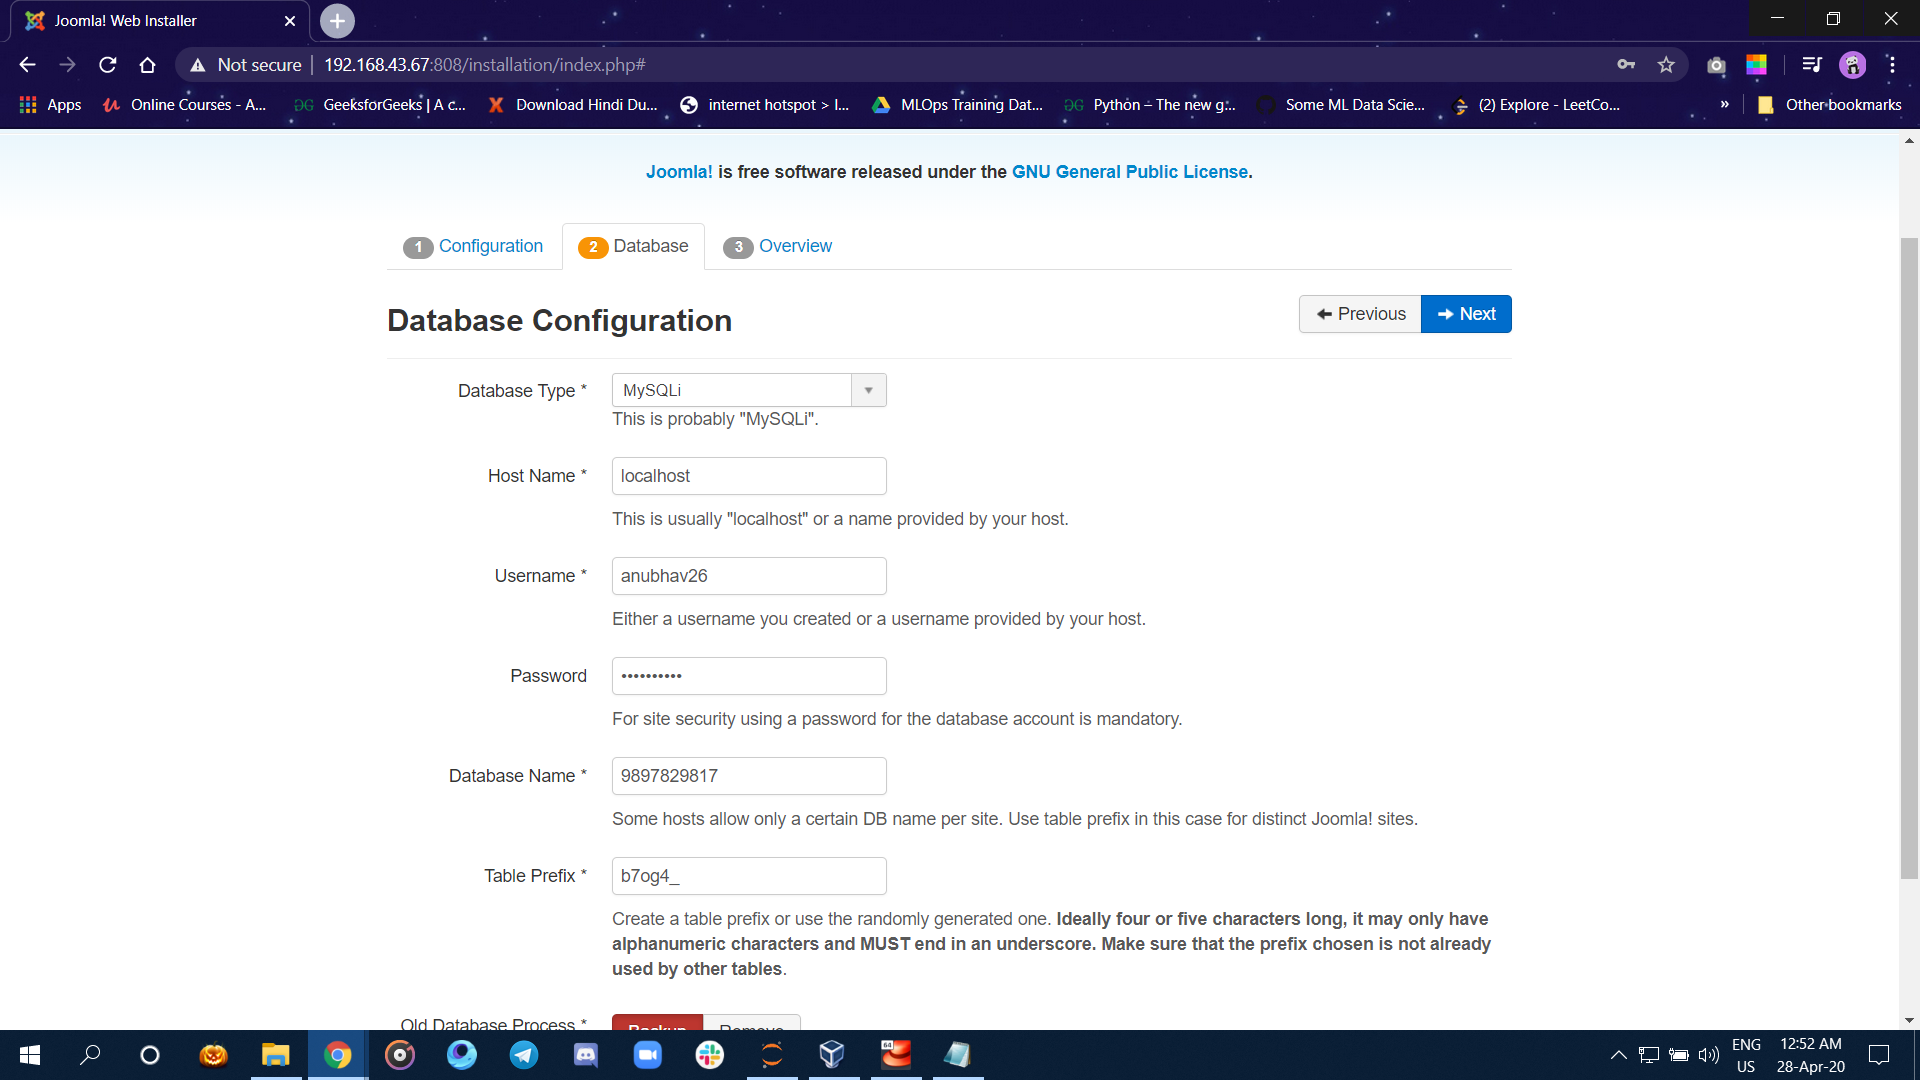 Joomla! Web Installer
Not secure
192.168.43.67:808/installation/index.php#
Apps
Online Courses - A...
GeeksforGeeks | A c...
Download Hindi Du...
internet hotspot > I...
MLOps Training Dat...
Python – The new g...
Some ML Data Scie...
(2) Explore - LeetCo...
»
Other bookmarks
Joomla! is free software released under the GNU General Public License.
1 Configuration
2 Database
3 Overview
Database Configuration
Previous
Next
Database Type *
MySQLi
This is probably "MySQLi".
Host Name *
localhost
This is usually "localhost" or a name provided by your host.
Username *
anubhav26
Either a username you created or a username provided by your host.
Password
••••••••••
For site security using a password for the database account is mandatory.
Database Name *
9897829817
Some hosts allow only a certain DB name per site. Use table prefix in this case for distinct Joomla! sites.
Table Prefix *
b7og4_
Create a table prefix or use the randomly generated one. Ideally four or five characters long, it may only have
alphanumeric characters and MUST end in an underscore. Make sure that the prefix chosen is not already
used by other tables.
Old Database Process *
Backup
Remove
64
ENG
US
12:52 AM
28-Apr-20